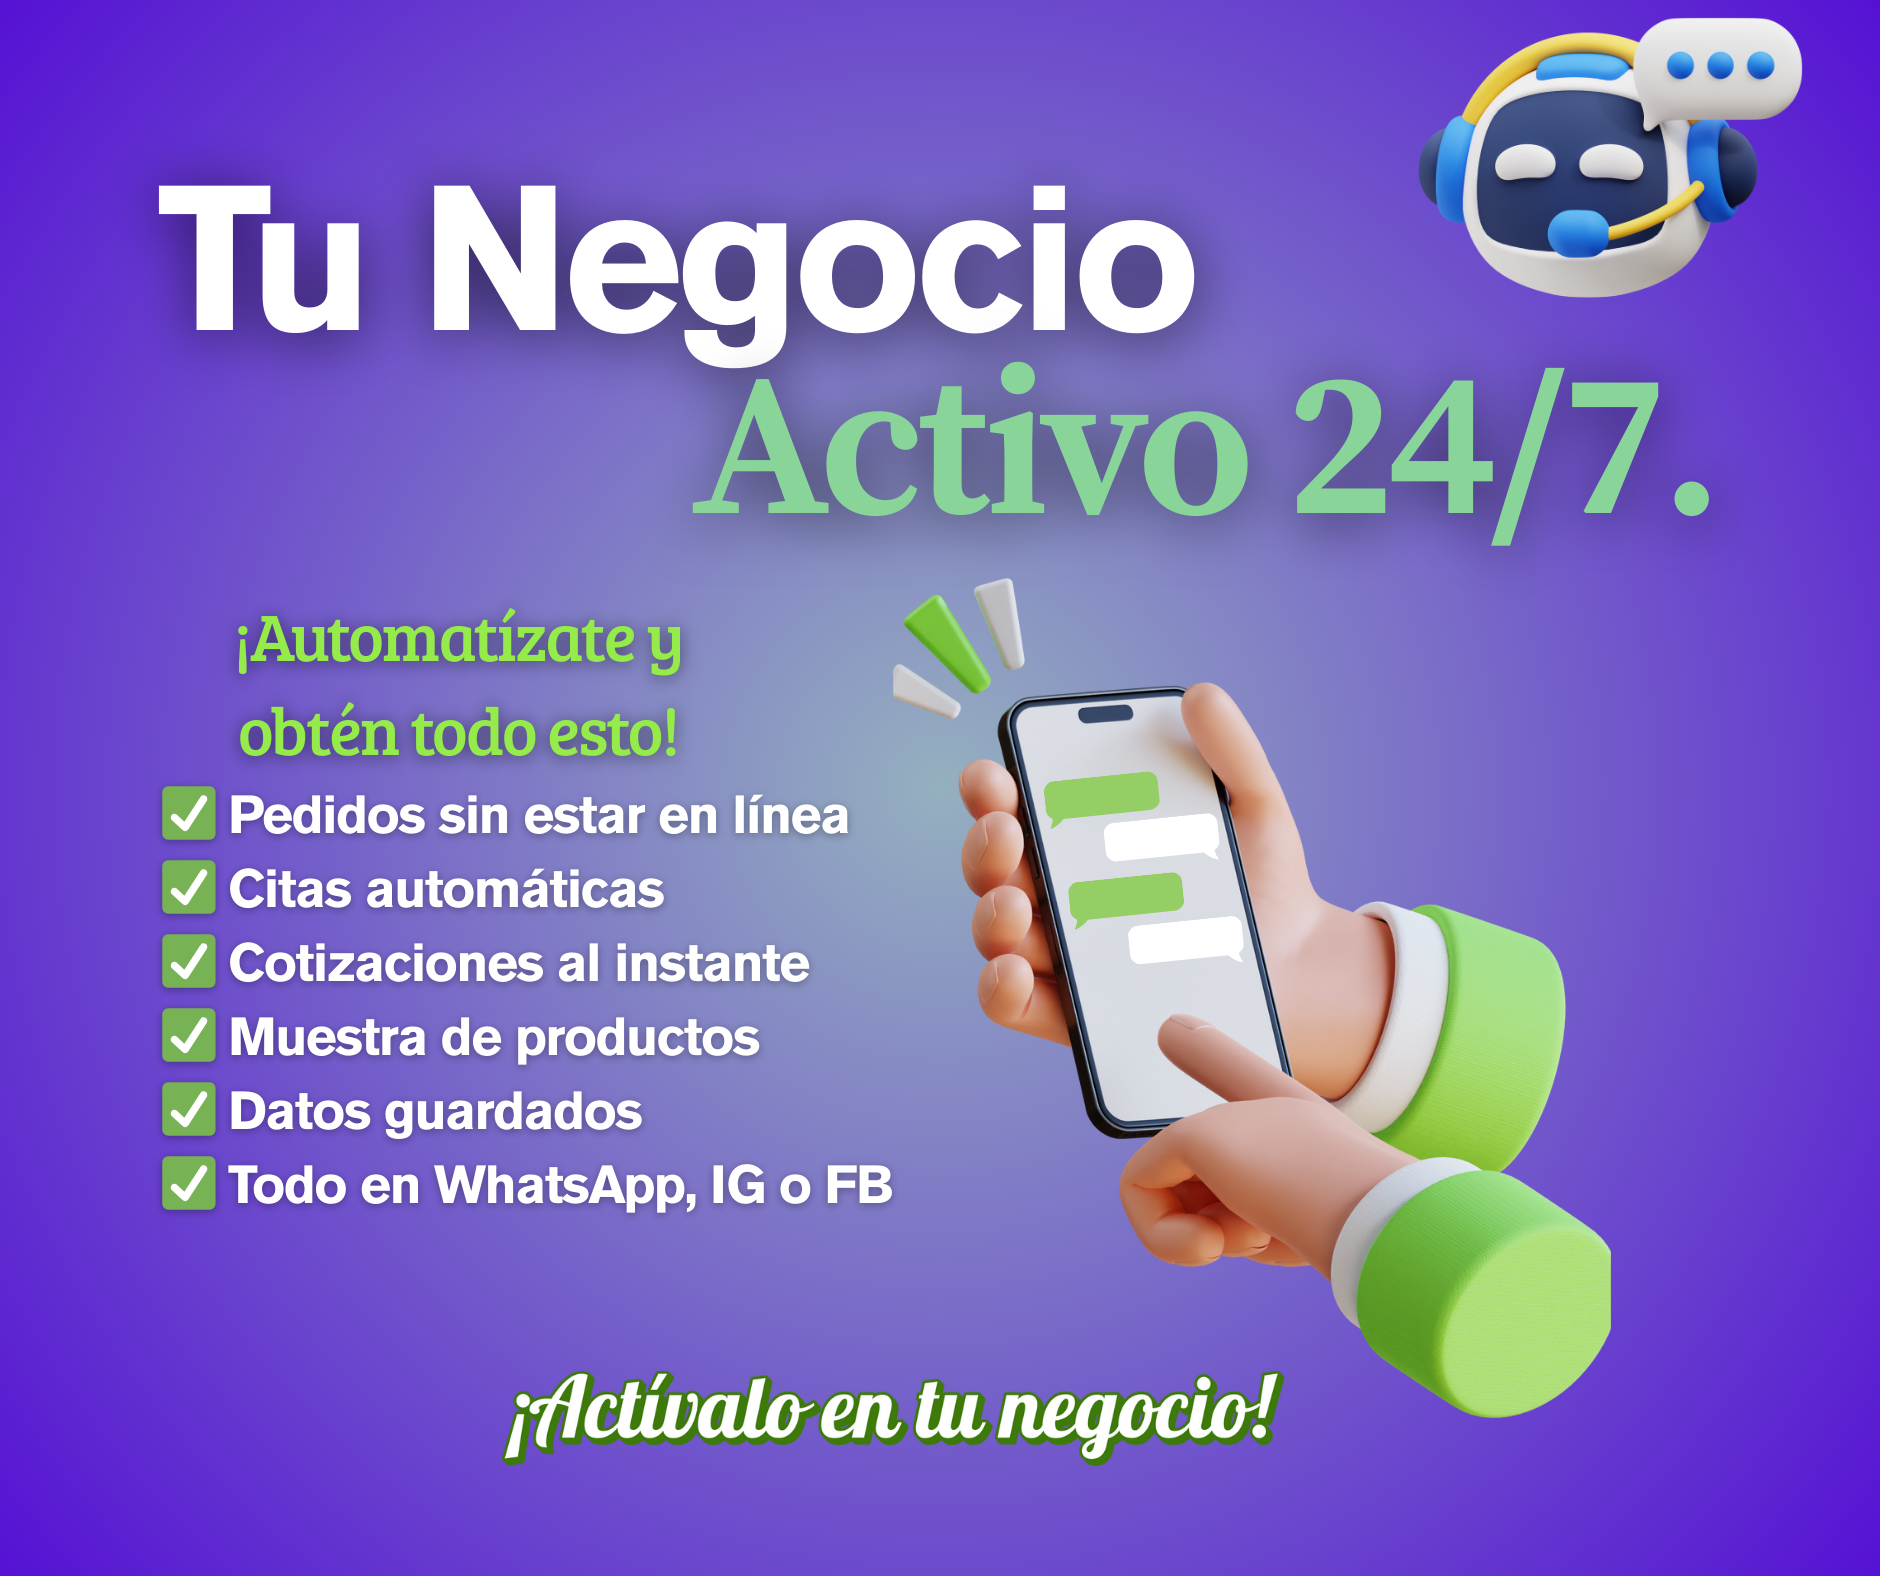 Tu Negocio
Activo 24/7.
¡Automatízate y
obtén todo esto!
✅ Pedidos sin estar en línea
✅ Citas automáticas
✅ Cotizaciones al instante
✅ Muestra de productos
✅ Datos guardados
✅ Todo en WhatsApp, IG o FB
¡Actívalo en tu negocio!